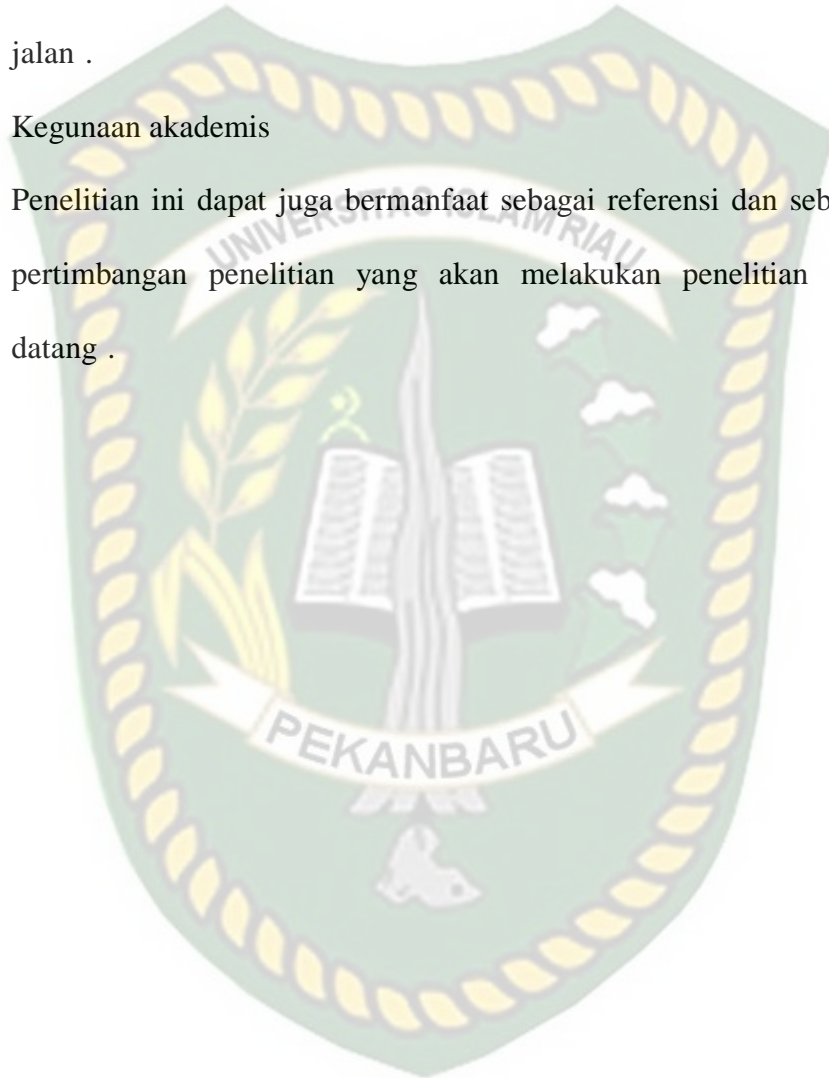 jalan .
Kegunaan akademis
Penelitian ini dapat juga bermanfaat sebagai referensi dan seb
UNIVERSITAS ISLAM RIAU
pertimbangan penelitian yang akan melakukan penelitian
datang .
PEKANBARU